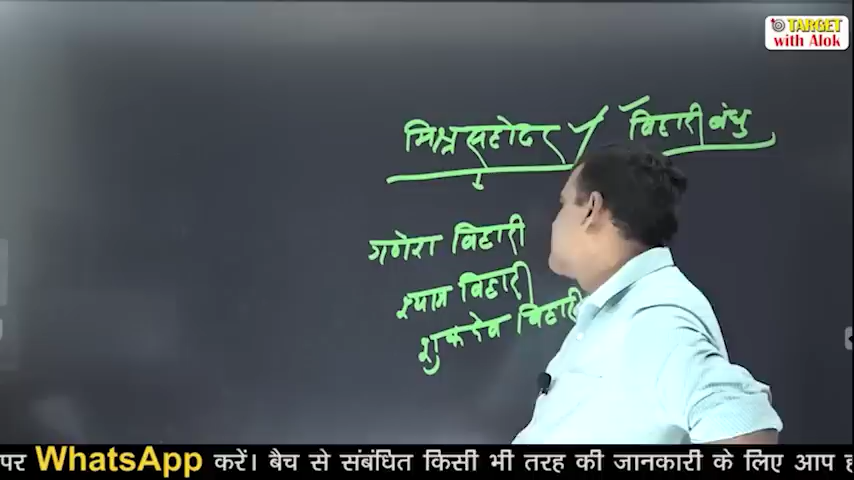 TARGET
with Alok
मिश्र सहोदर / बिहारी बंधु
गणेश बिहारी
श्याम बिहारी
शुकदेव बिहारी
पर WhatsApp करें। बैच से संबंधित किसी भी तरह की जानकारी के लिए आप ह